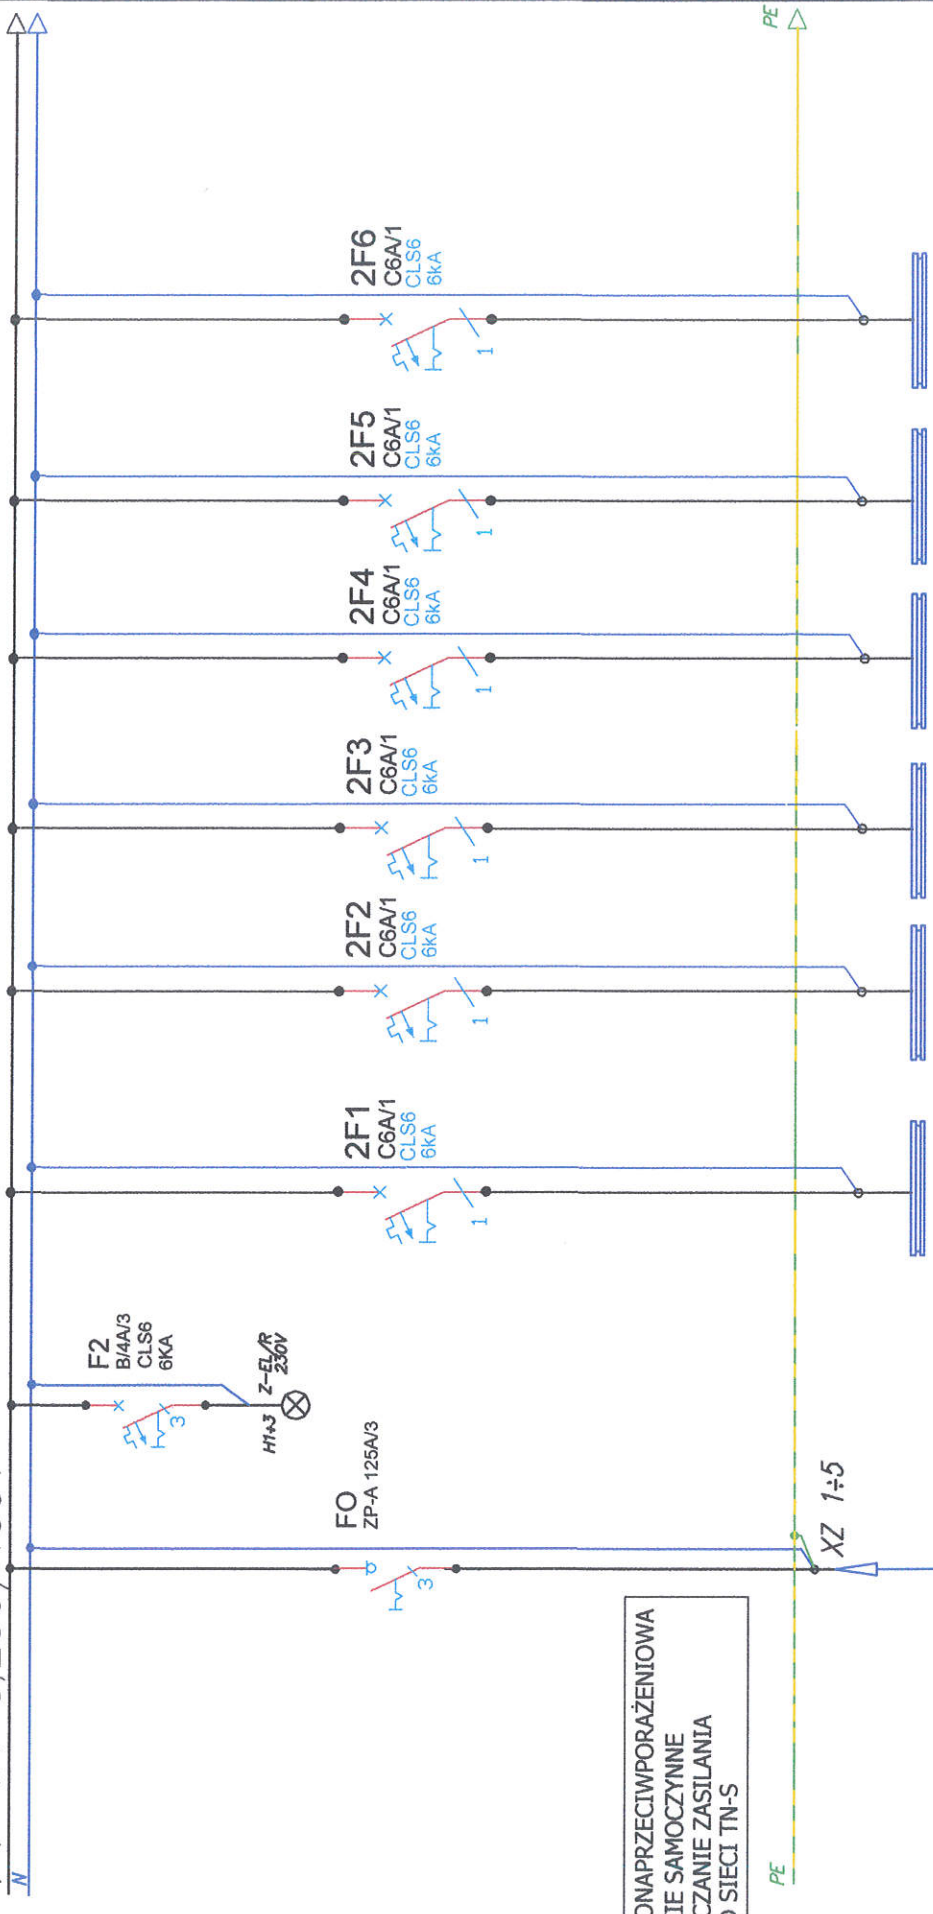 N
FO
ZP-A 125A/3
3
XZ 1÷5
F2
B/4A/3
CLS6
6KA
3
H1÷3
Z-EL/R
230V
2F1
C6A/1
CLS6
6kA
1
2F2
C6A/1
CLS6
6kA
1
2F3
C6A/1
CLS6
6kA
1
2F4
C6A/1
CLS6
6kA
1
2F5
C6A/1
CLS6
6kA
1
2F6
C6A/1
CLS6
6kA
1
PE
PE
ONAPRZECIWPORAŻENIOWA
IE SAMOCZYNNE
CZANIE ZASILANIA
SIECI TN-S